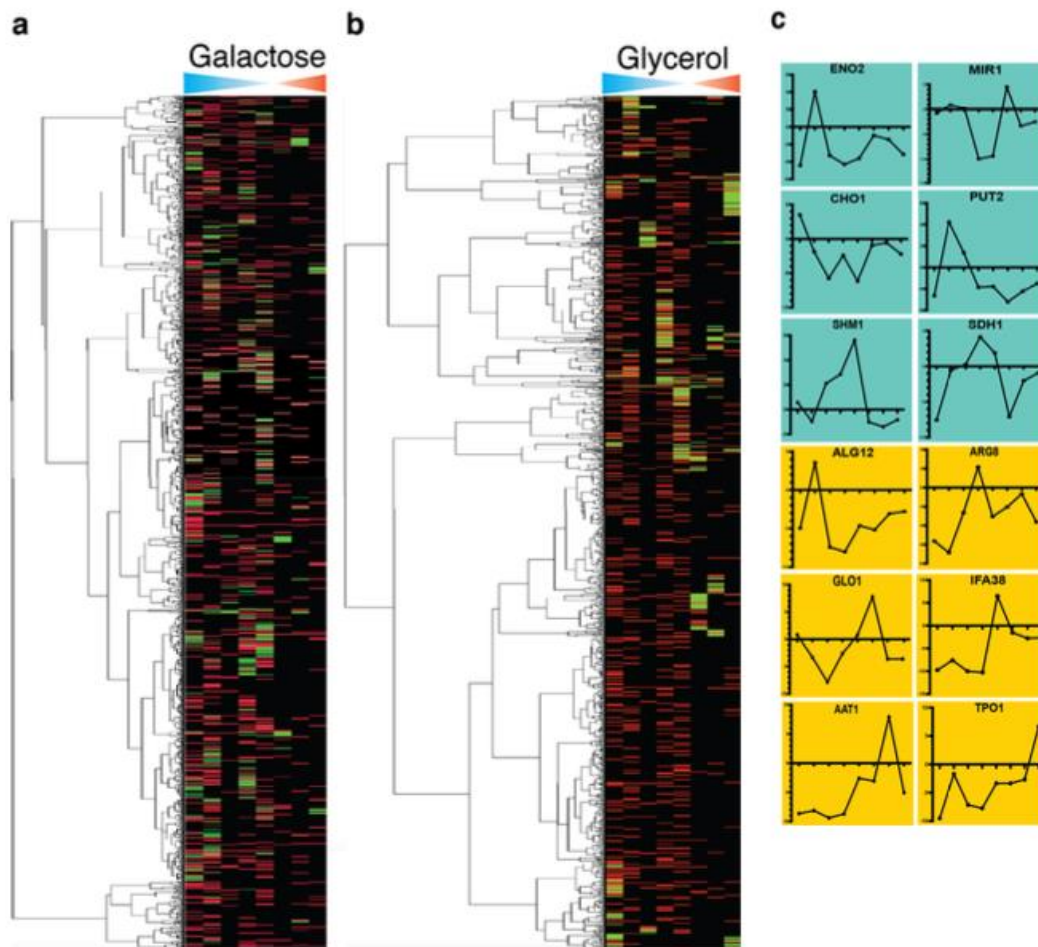 a
b
c
Galactose
Glycerol
ENO2
MIR1
CHO1
PUT2
SHM1
SDH1
ALG12
ARG8
GLO1
IFA38
AAT1
TPO1